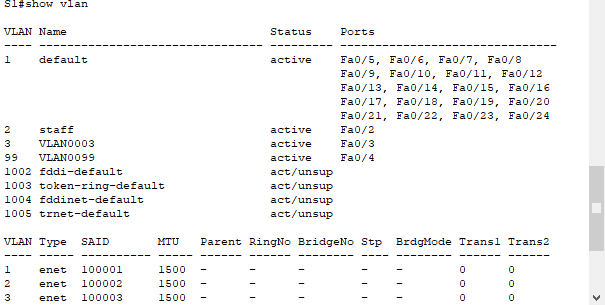 S1#show vlan
VLAN Name Status Ports
---- -------------------------------- --------- -------------------------------
1 default active Fa0/5, Fa0/6, Fa0/7, Fa0/8
Fa0/9, Fa0/10, Fa0/11, Fa0/12
Fa0/13, Fa0/14, Fa0/15, Fa0/16
Fa0/17, Fa0/18, Fa0/19, Fa0/20
Fa0/21, Fa0/22, Fa0/23, Fa0/24
2 staff active Fa0/2
3 VLAN0003 active Fa0/3
99 VLAN0099 active Fa0/4
1002 fddi-default act/unsup
1003 token-ring-default act/unsup
1004 fddinet-default act/unsup
1005 trnet-default act/unsup
VLAN Type SAID MTU Parent RingNo BridgeNo Stp BrdgMode Trans1 Trans2
---- ----- ---------- ----- ------ ------ -------- ---- -------- ------ ------
1 enet 100001 1500 - - - - - 0 0
2 enet 100002 1500 - - - - - 0 0
3 enet 100003 1500 - - - - - 0 0